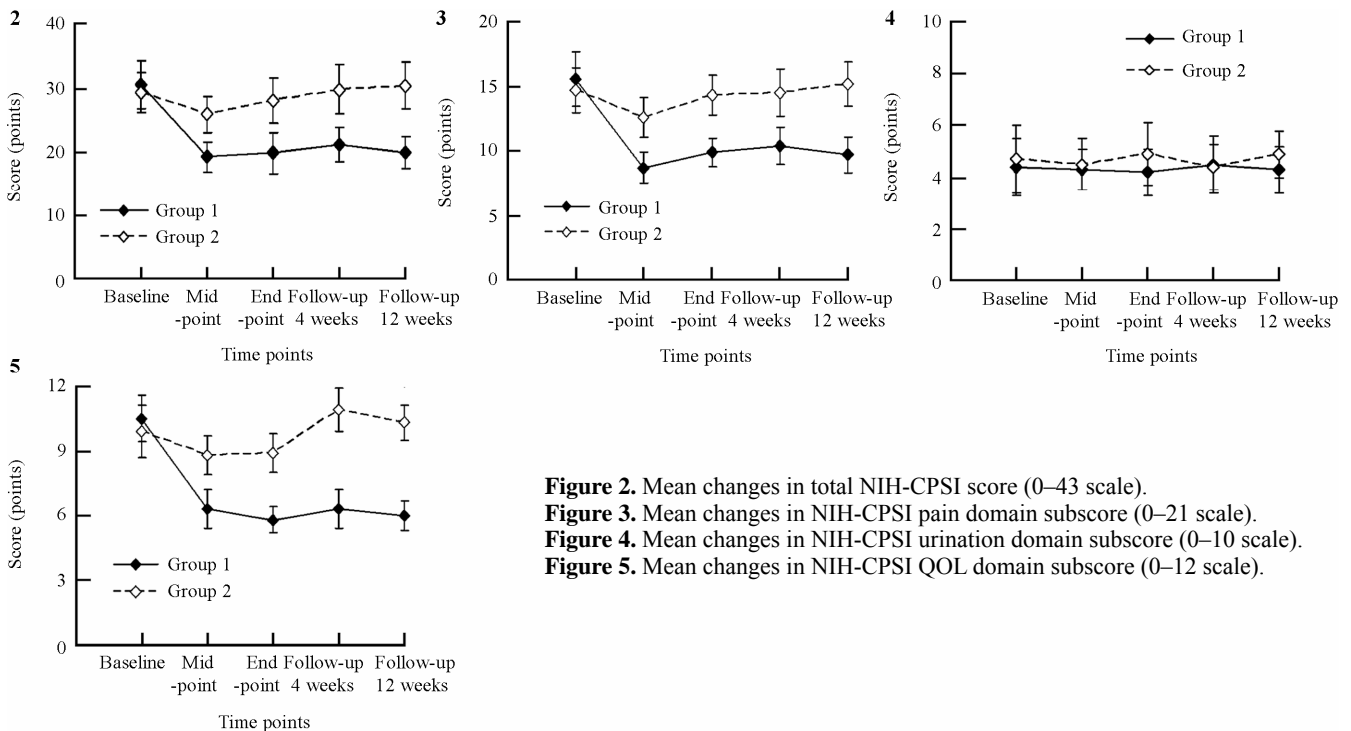 2
40
30
20
10
0
Score (points)
Group 1
Group 2
Baseline Mid End Follow-up Follow-up
-point -point 4 weeks 12 weeks
Time points
3
20
15
10
5
0
Score (points)
Group 1
Group 2
Baseline Mid End Follow-up Follow-up
-point -point 4 weeks 12 weeks
Time points
4
10
8
6
4
2
0
Score (points)
Group 1
Group 2
Baseline Mid End Follow-up Follow-up
-point -point 4 weeks 12 weeks
Time points
5
12
9
6
3
0
Score (points)
Group 1
Group 2
Baseline Mid End Follow-up Follow-up
-point -point 4 weeks 12 weeks
Time points
Figure 2. Mean changes in total NIH-CPSI score (0–43 scale).
Figure 3. Mean changes in NIH-CPSI pain domain subscore (0–21 scale).
Figure 4. Mean changes in NIH-CPSI urination domain subscore (0–10 scale).
Figure 5. Mean changes in NIH-CPSI QOL domain subscore (0–12 scale).